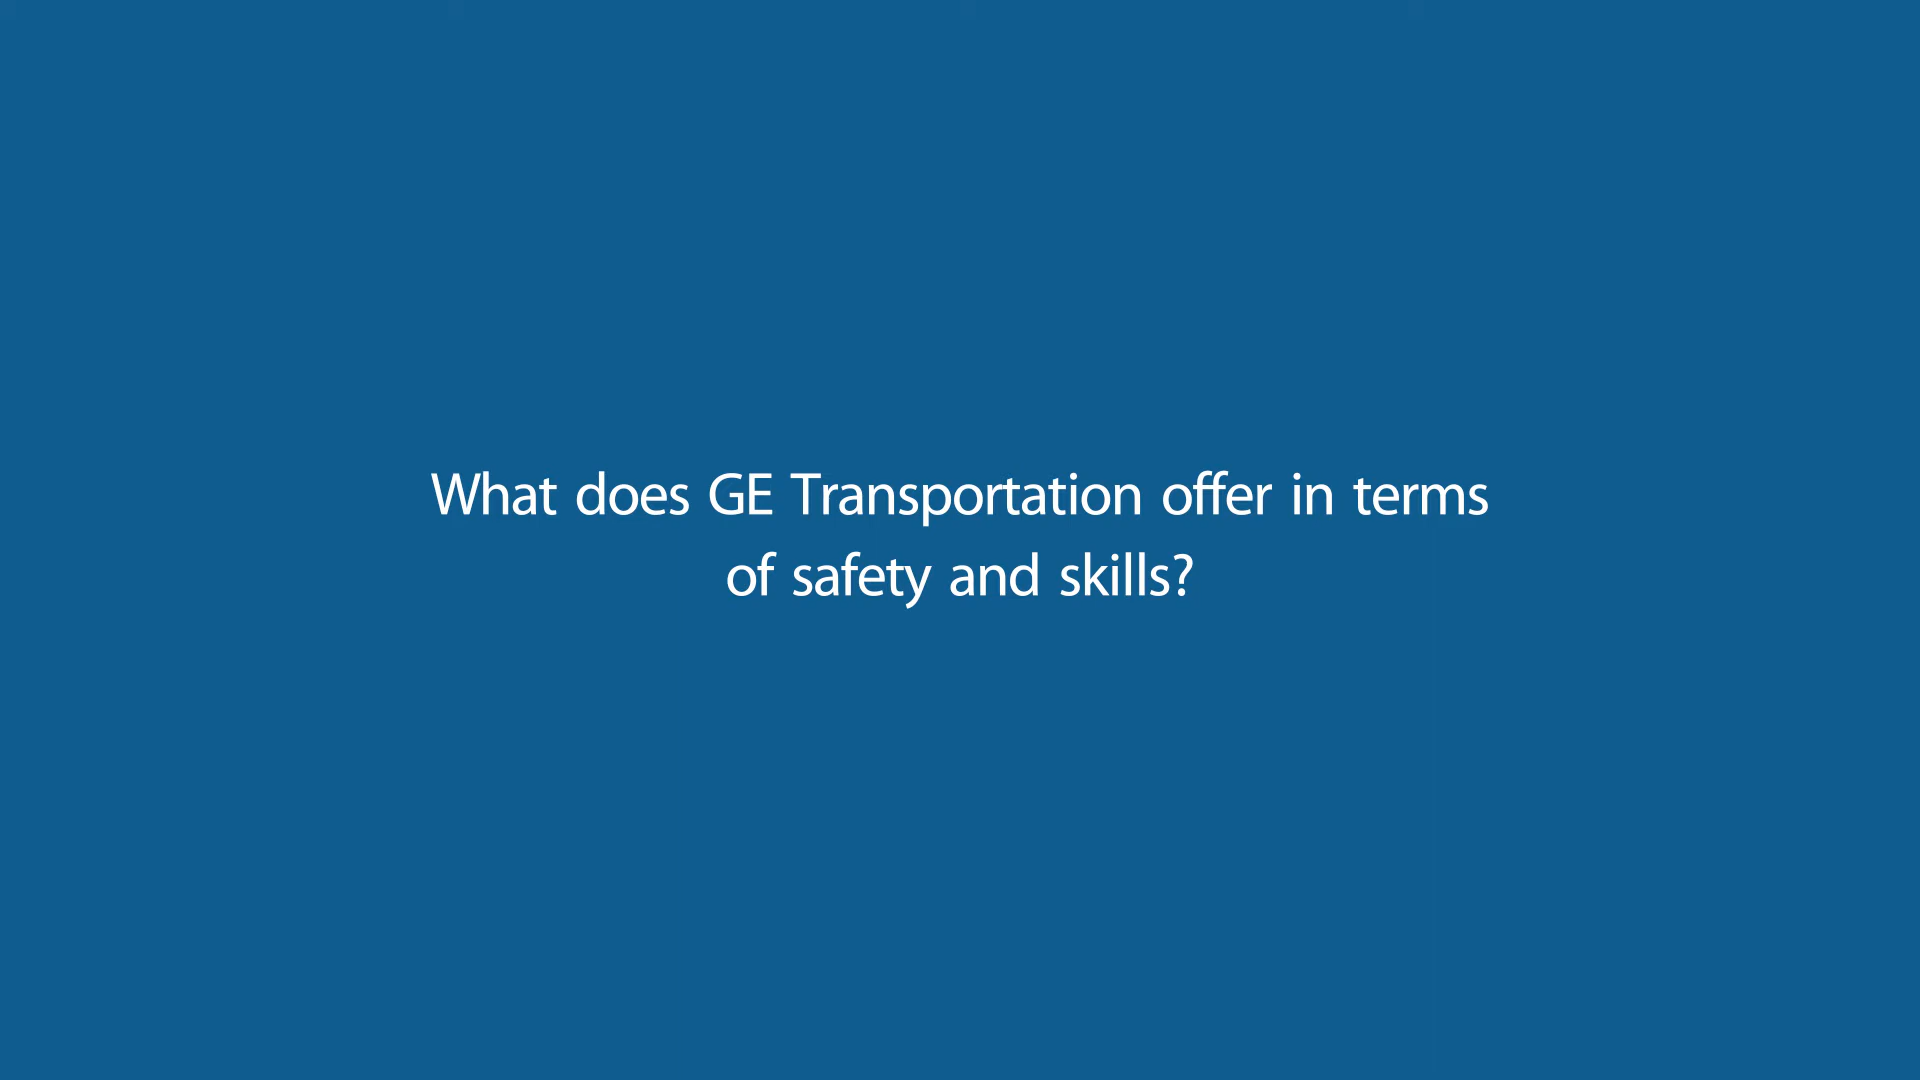 What does GE Transportation offer in terms
of safety and skills?